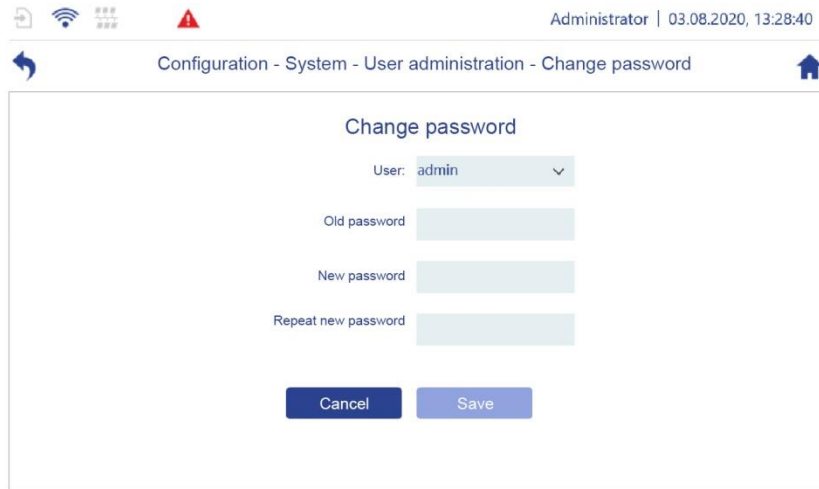 Administrator | 03.08.2020, 13:28:40
Configuration - System - User administration - Change password
Change password
User: admin
Old password
New password
Repeat new password
Cancel Save